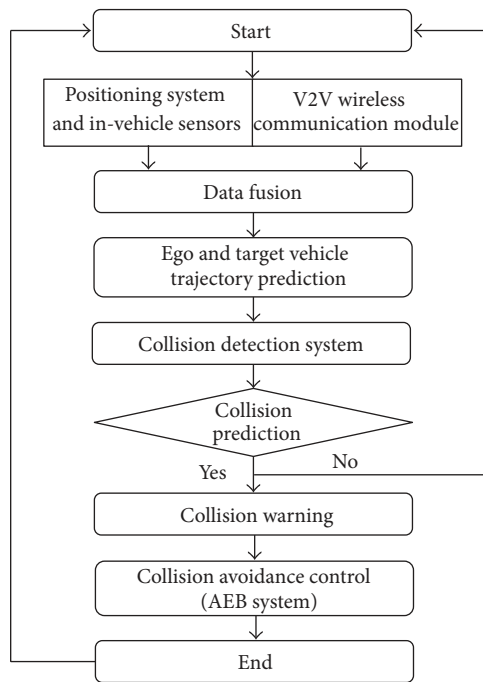 Start
Positioning system
and in-vehicle sensors
V2V wireless
communication module
Data fusion
Ego and target vehicle
trajectory prediction
Collision detection system
Collision
prediction
Yes
No
Collision warning
Collision avoidance control
(AEB system)
End